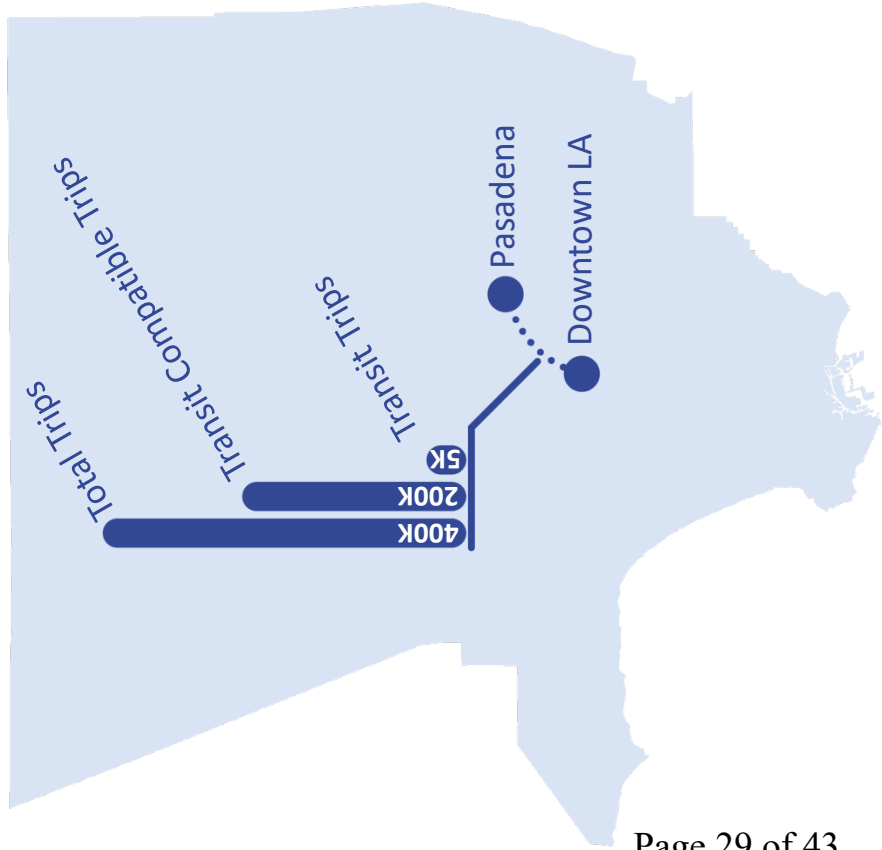 Total Trips
Transit Compatible Trips
Transit Trips
400K
200K
5K
Pasadena
Downtown LA
Page 29 of 43